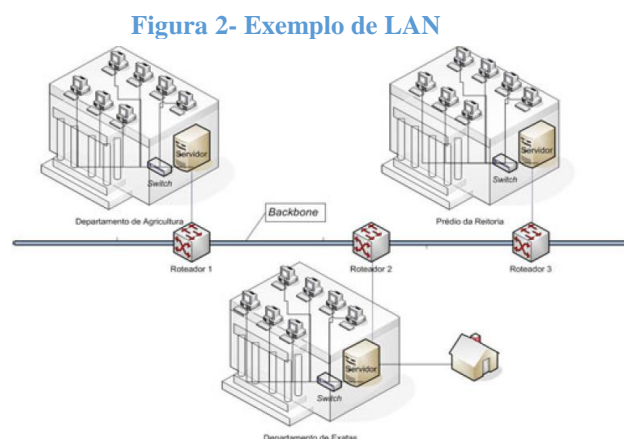 Figura 2- Exemplo de LAN
Servidor
Servidor
Switch
Switch
Departamento de Agricultura
Prédio da Reitoria
Backbone
Roteador 1
Roteador 2
Roteador 3
Servidor
Switch
Departamento de Exatas